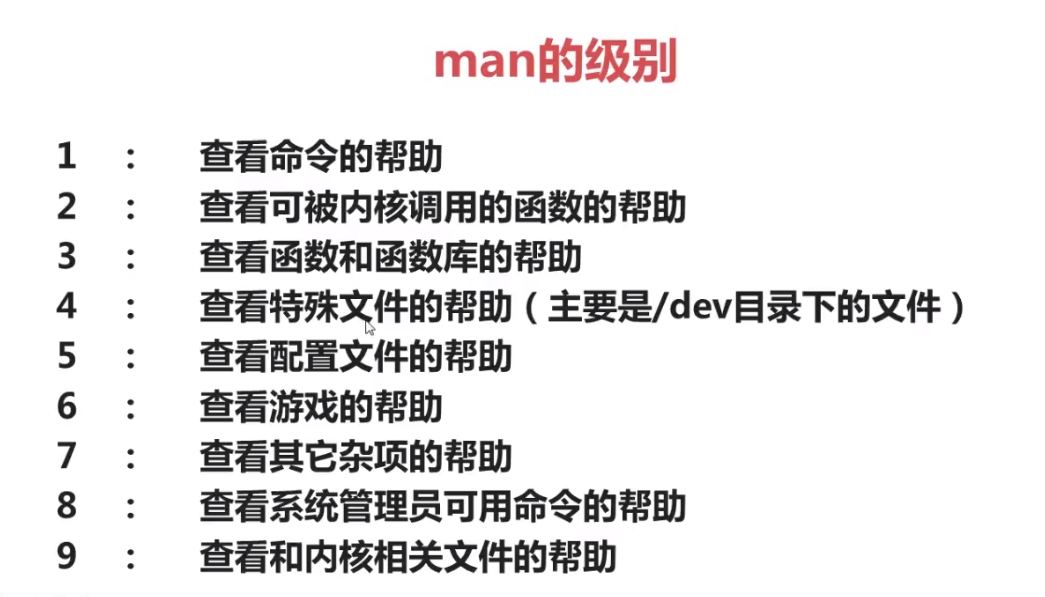 man的级别
1 : 查看命令的帮助
2 : 查看可被内核调用的函数的帮助
3 : 查看函数和函数库的帮助
4 : 查看特殊文件的帮助（主要是/dev目录下的文件）
5 : 查看配置文件的帮助
6 : 查看游戏的帮助
7 : 查看其它杂项的帮助
8 : 查看系统管理员可用命令的帮助
9 : 查看和内核相关文件的帮助